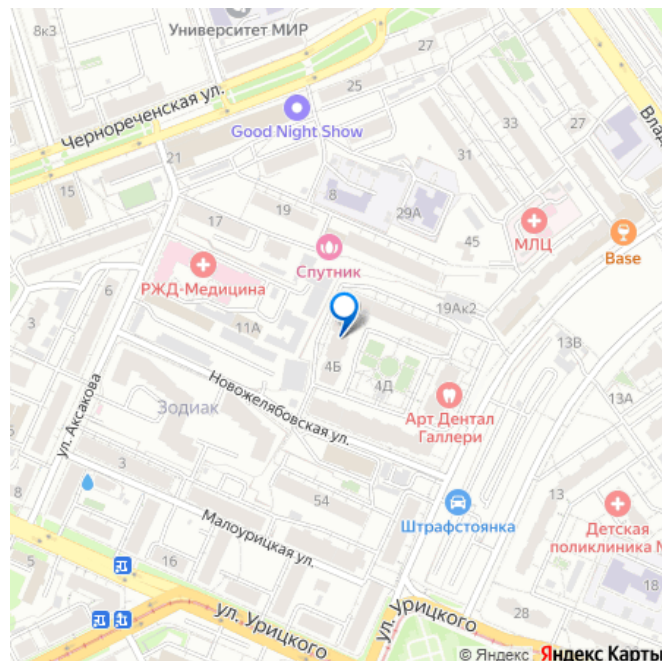 8к3
Университет МИР
27
25
Чернореченская ул.
Good Night Show
33
27
Влад
21
31
15
8
29А
17
19
45
МЛЦ
Base
Спутник
РЖД-Медицина
6
19Ак2
3
11А
13В
4Б
4Д
ул. Аксакова
Новожелябовская ул.
Зодиак
13А
Арт Дентал
Галлери
3
8
54
Штрафстоянка
13
Детская
поликлиника №
Малоурицкая ул.
5
16
18
ул. Урицкого
ул. Урицкого
28
© Яндекс Яндекс Карты